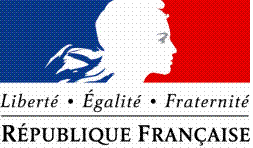 Liberté • Égalité • Fraternité
RÉPUBLIQUE FRANÇAISE